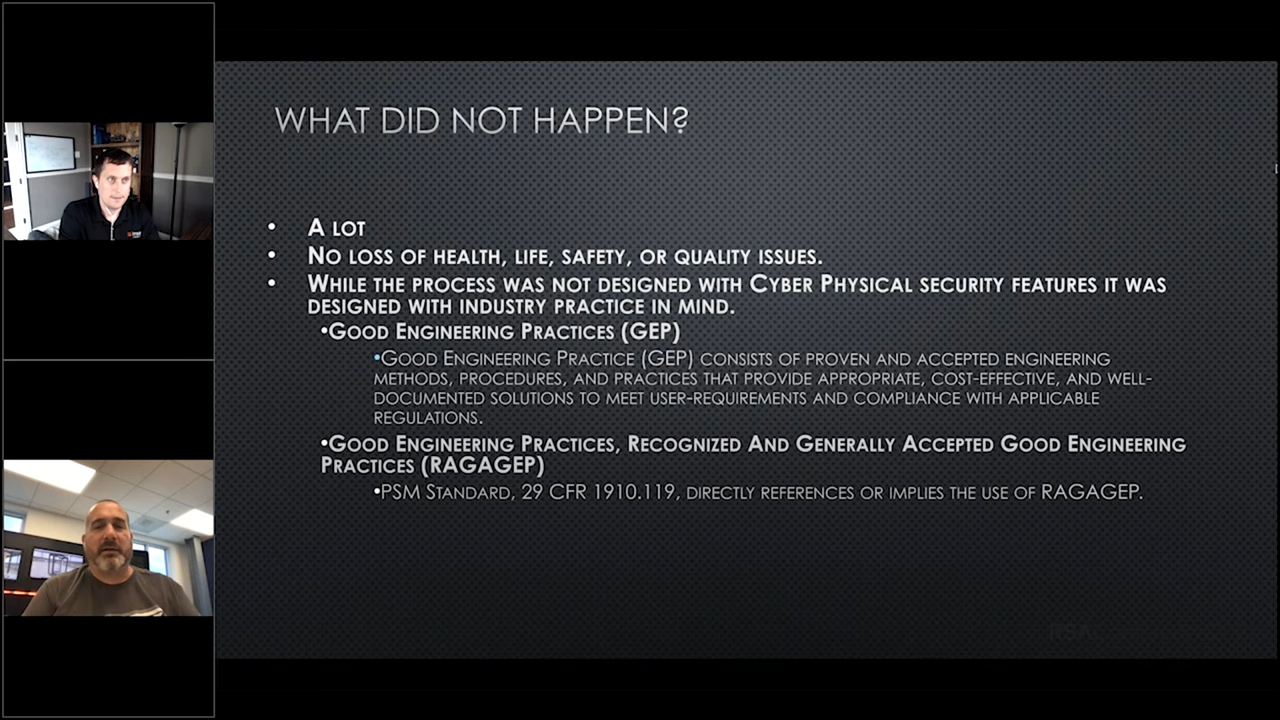 WHAT DID NOT HAPPEN?
• A LOT
• NO LOSS OF HEALTH, LIFE, SAFETY, OR QUALITY ISSUES.
• WHILE THE PROCESS WAS NOT DESIGNED WITH CYBER PHYSICAL SECURITY FEATURES IT WAS
DESIGNED WITH INDUSTRY PRACTICE IN MIND.
•GOOD ENGINEERING PRACTICES (GEP)
•GOOD ENGINEERING PRACTICE (GEP) CONSISTS OF PROVEN AND ACCEPTED ENGINEERING
METHODS, PROCEDURES, AND PRACTICES THAT PROVIDE APPROPRIATE, COST-EFFECTIVE, AND WELL-
DOCUMENTED SOLUTIONS TO MEET USER-REQUIREMENTS AND COMPLIANCE WITH APPLICABLE
REGULATIONS.
•GOOD ENGINEERING PRACTICES, RECOGNIZED AND GENERALLY ACCEPTED GOOD ENGINEERING
PRACTICES (RAGAGEP)
•PSM STANDARD, 29 CFR 1910.119, DIRECTLY REFERENCES OR IMPLIES THE USE OF RAGAGEP.